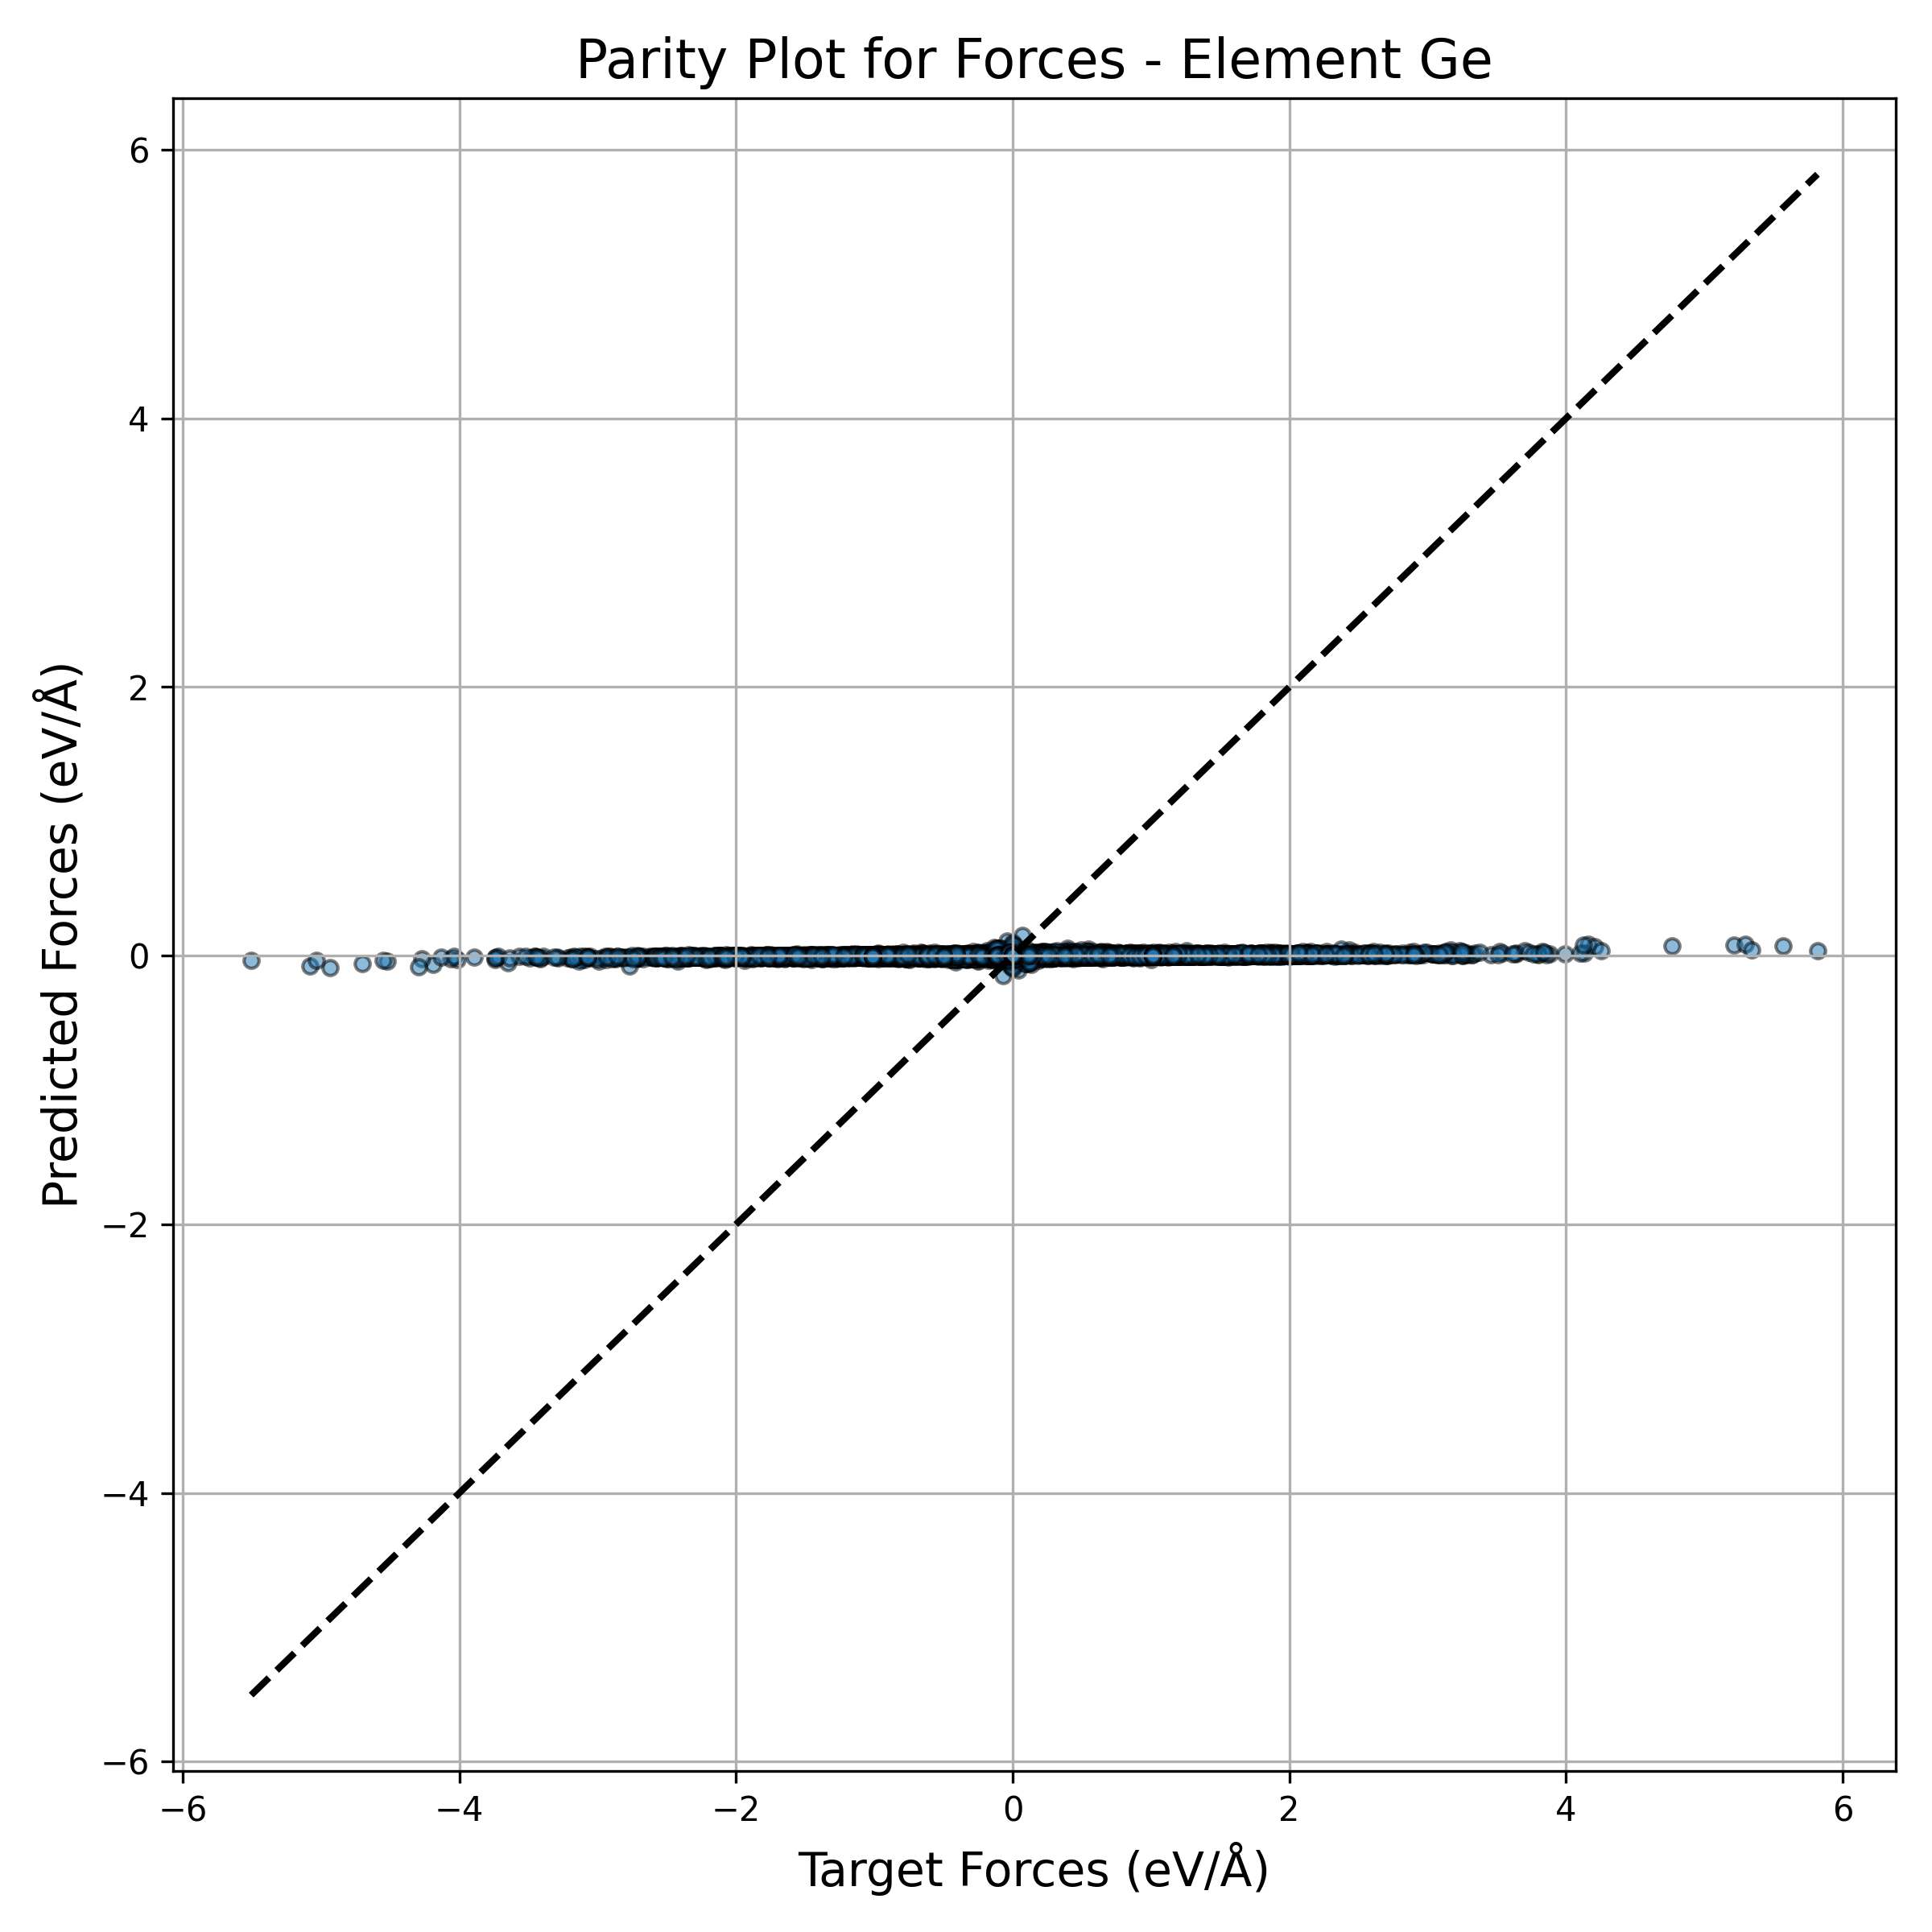 Parity Plot for Forces - Element Ge
6
4
2
0
−2
−4
−6
Predicted Forces (eV/Å)
−6 −4 −2 0 2 4 6
Target Forces (eV/Å)